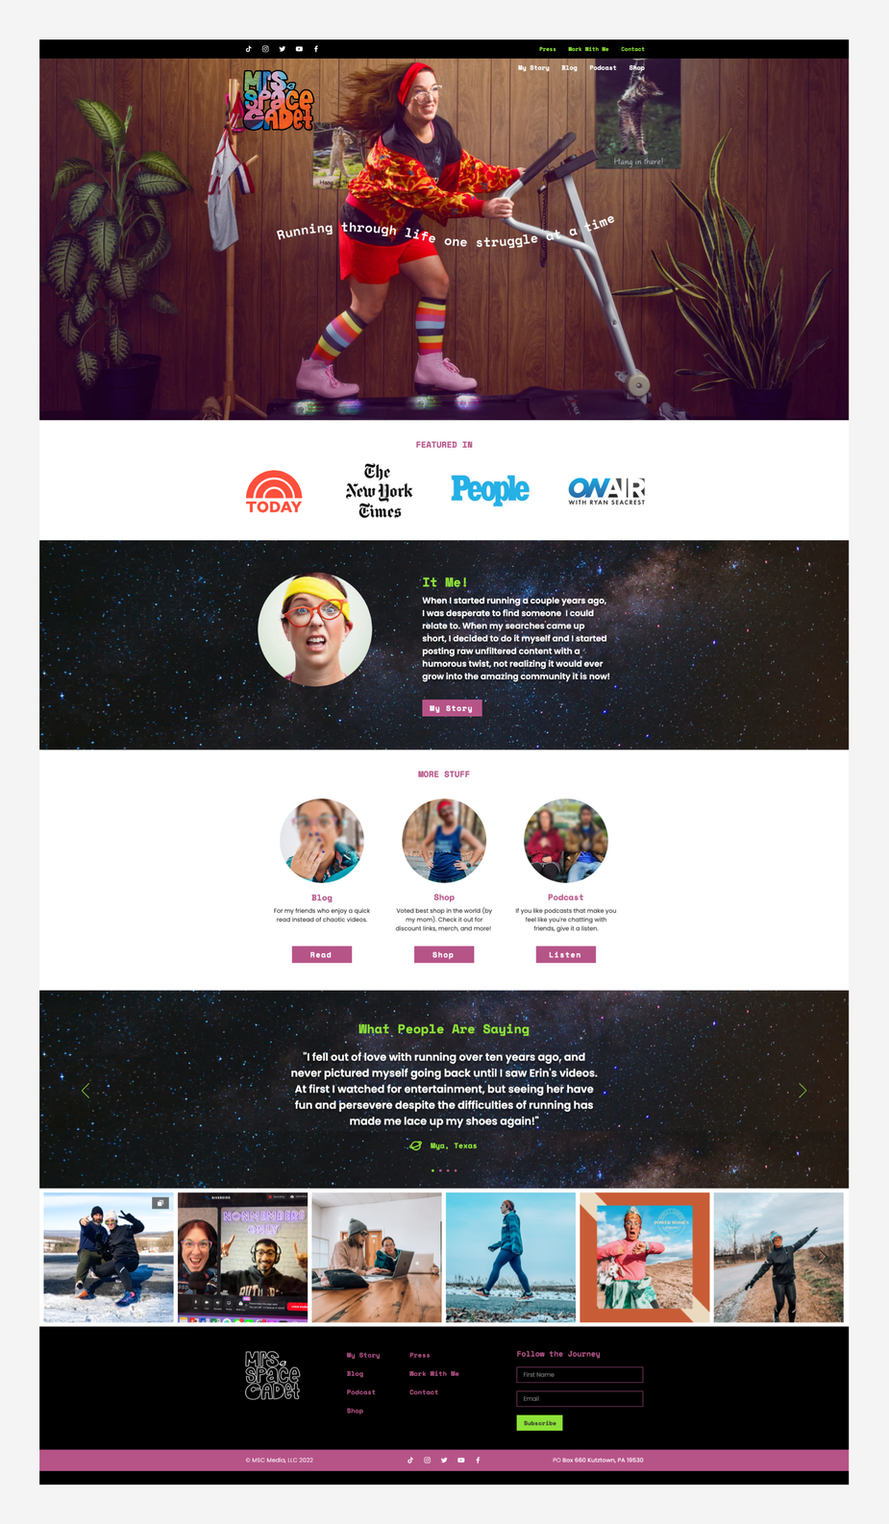 Press Work With Me Contact
My Story Blog Podcast Shop
Mrs.
Space
Cadet
Hang in there!
Running through life one struggle at a time
FEATURED IN
TODAY
The
New York
Times
People
ON AIR
WITH RYAN SEACREST
It Me!
When I started running a couple years ago,
I was desperate to find someone I could
relate to. When my searches came up
short, I decided to do it myself and I started
posting raw unfiltered content with a
humorous twist, not realizing it would ever
grow into the amazing community it is now!
My Story
MORE STUFF
Blog
For my friends who enjoy a quick
read instead of chaotic videos.
Read
Shop
Voted best shop in the world (by
my mom). Check it out for
discount links, merch, and more!
Shop
Podcast
If you like podcasts that make you
feel like you're chatting with
friends, give it a listen.
Listen
What People Are Saying
"I fell out of love with running over ten years ago, and
never pictured myself going back until I saw Erin's videos.
At first I watched for entertainment, but seeing her have
fun and persevere despite the difficulties of running has
made me lace up my shoes again!"
Mya, Texas
RIVERSIDE
NONMEMBERS
ONLY
POWER WOMEN
Mrs.
Space
Cadet
My Story
Blog
Podcast
Shop
Press
Work With Me
Contact
Follow the Journey
First Name
Email
Subscribe
© MSC Media, LLC 2022
PO Box 660 Kutztown, PA 19530